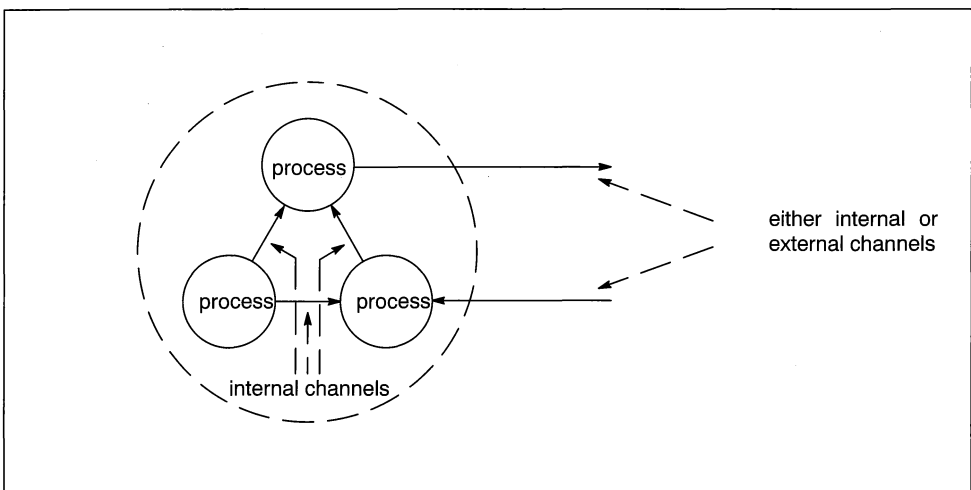 process
either internal or
external channels
process
process
internal channels